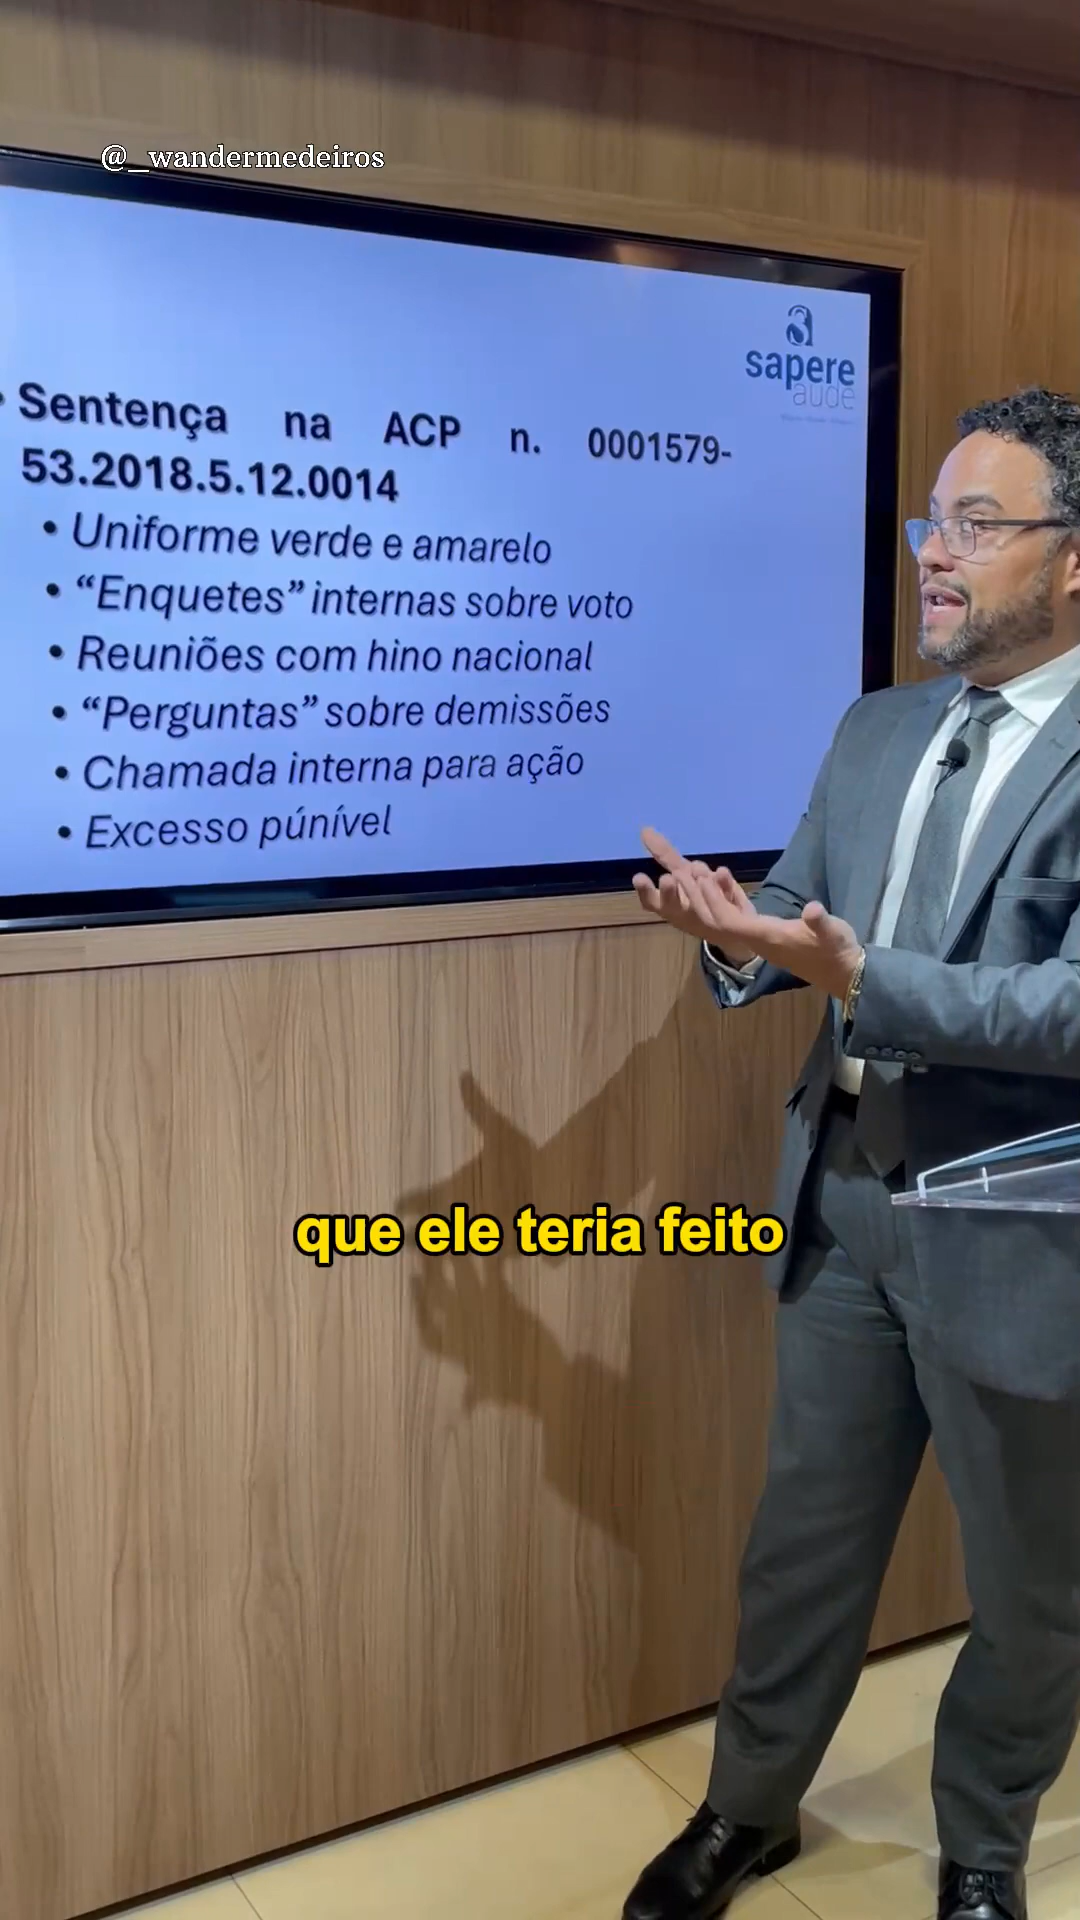 @_wandermedeiros
sapere
aude
• Sentença na ACP n. 0001579-
53.2018.5.12.0014
• Uniforme verde e amarelo
• “Enquetes” internas sobre voto
• Reuniões com hino nacional
• “Perguntas” sobre demissões
• Chamada interna para ação
• Excesso púnível
que ele teria feito